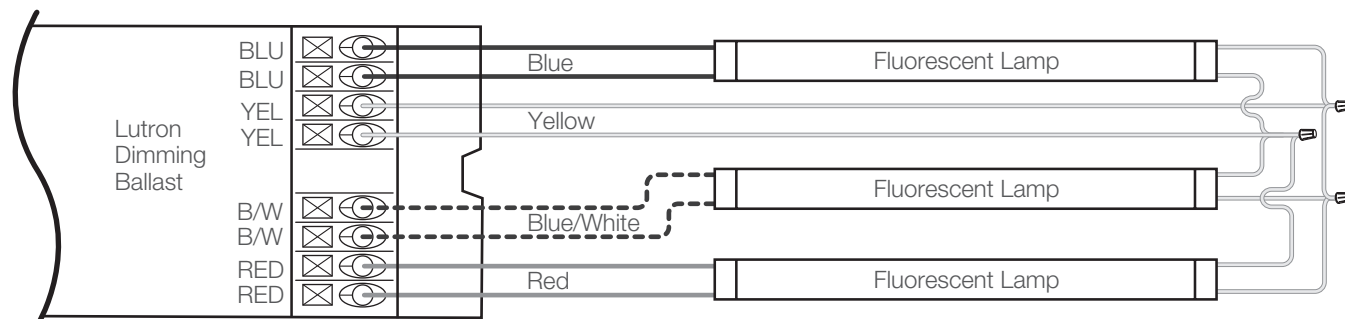 BLU
BLU
YEL
YEL
Lutron
Dimming
Ballast
B/W
B/W
RED
RED
Blue
Yellow
Blue/White
Red
Fluorescent Lamp
Fluorescent Lamp
Fluorescent Lamp